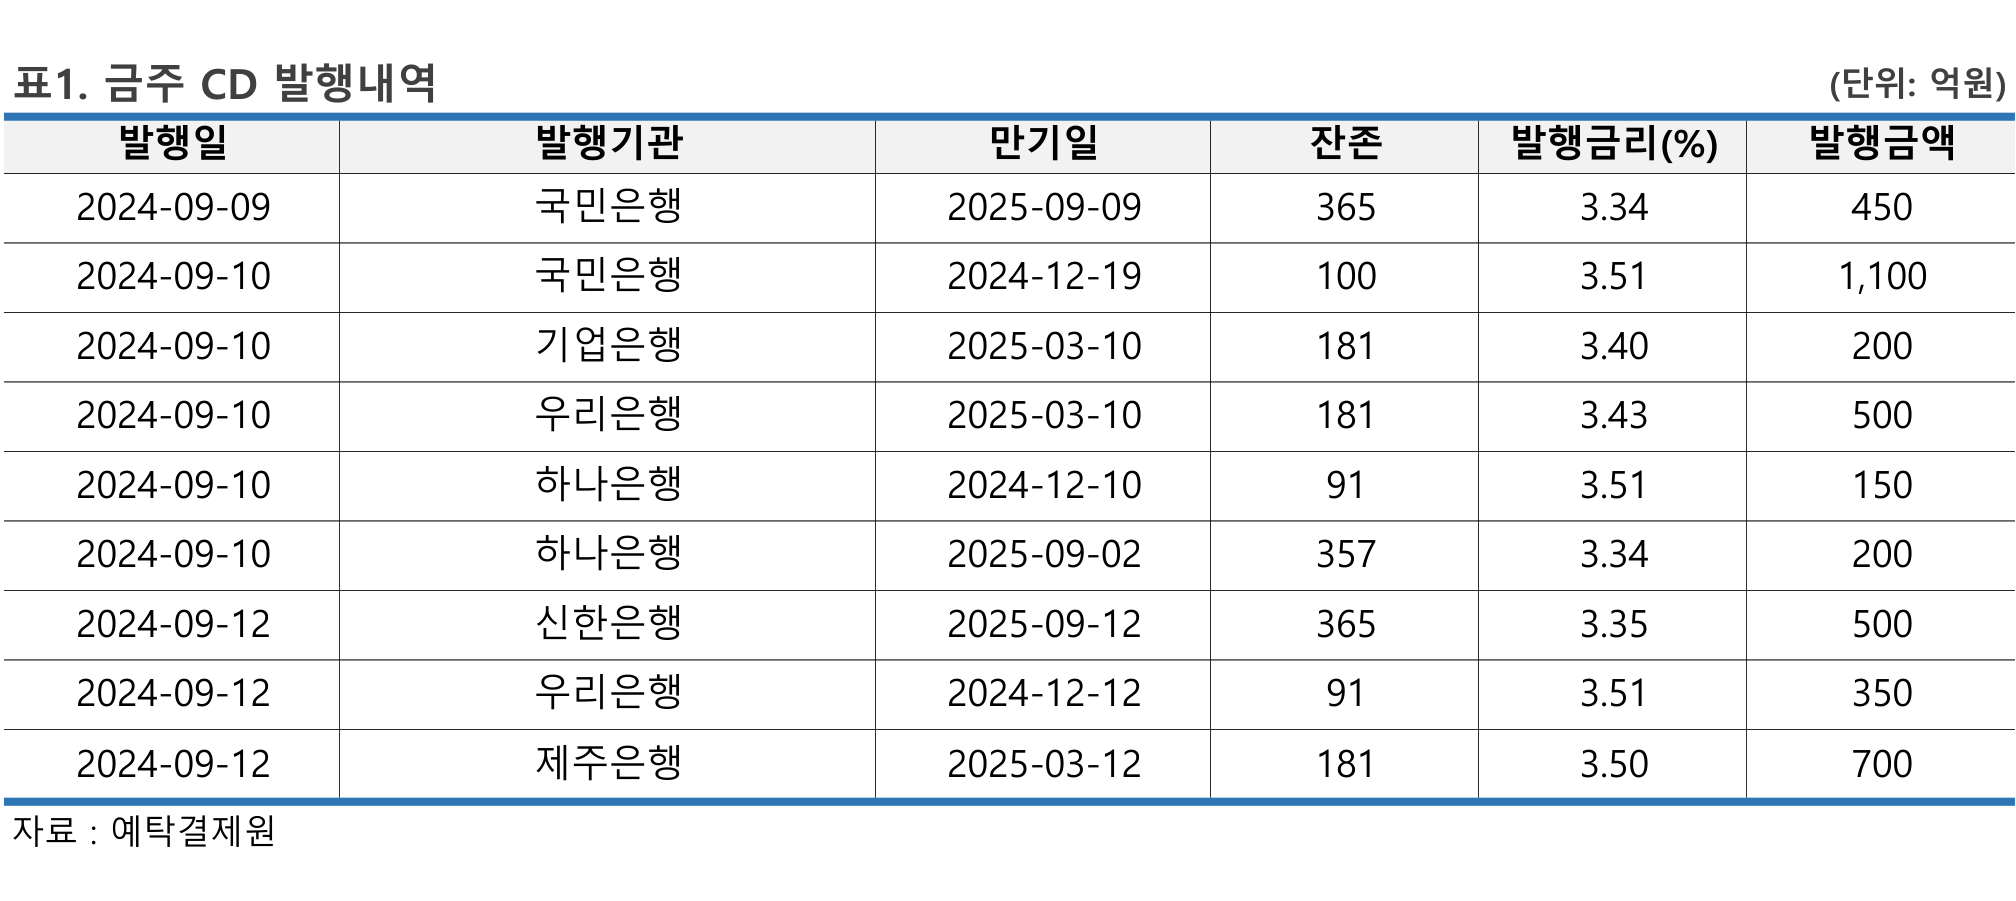 표1. 금주 CD 발행내역 (단위: 억원)
발행일 발행기관 만기일 잔존 발행금리(%) 발행금액
2024-09-09 국민은행 2025-09-09 365 3.34 450
2024-09-10 국민은행 2024-12-19 100 3.51 1,100
2024-09-10 기업은행 2025-03-10 181 3.40 200
2024-09-10 우리은행 2025-03-10 181 3.43 500
2024-09-10 하나은행 2024-12-10 91 3.51 150
2024-09-10 하나은행 2025-09-02 357 3.34 200
2024-09-12 신한은행 2025-09-12 365 3.35 500
2024-09-12 우리은행 2024-12-12 91 3.51 350
2024-09-12 제주은행 2025-03-12 181 3.50 700
자료 : 예탁결제원